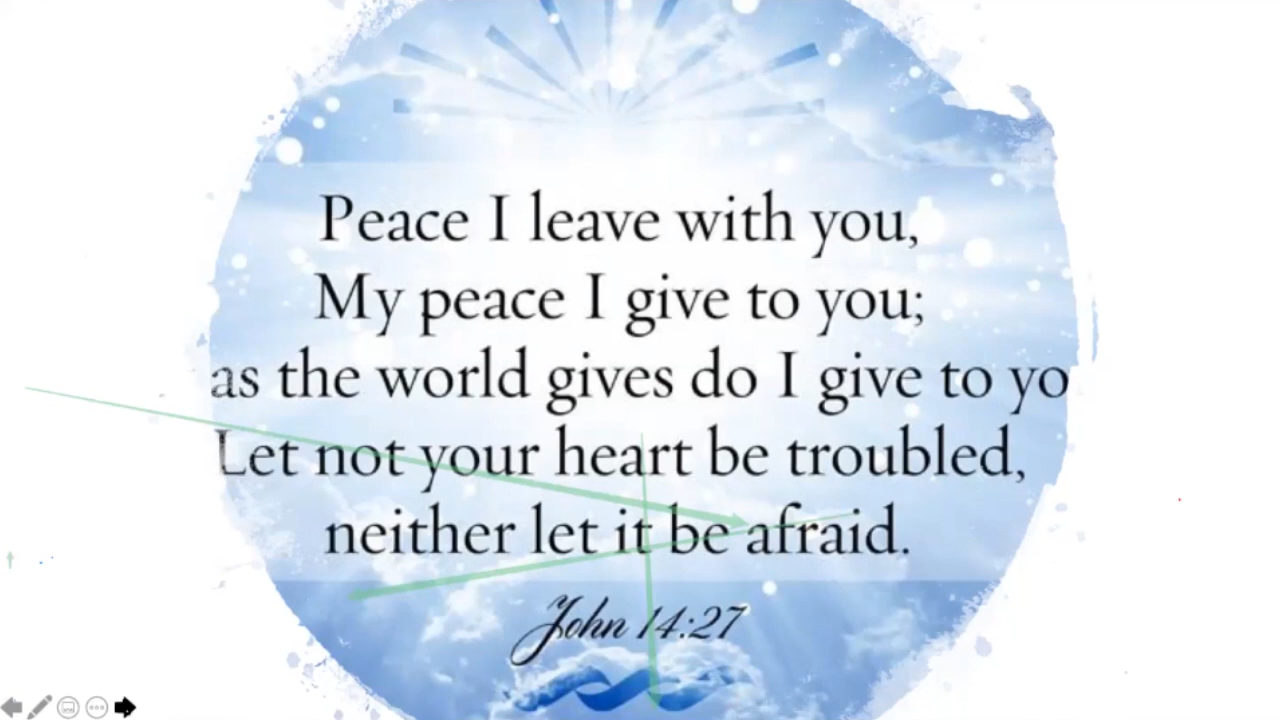 Peace I leave with you,
My peace I give to you;
as the world gives do I give to yo
Let not your heart be troubled,
neither let it be afraid.
John 14:27